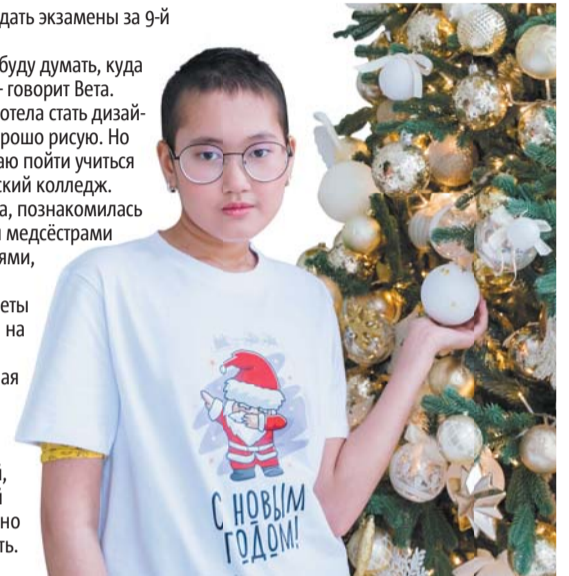 дать экзамены за 9-й
буду думать, куда
- говорит Вета.
отела стать дизай-
рошо рисую. Но
аю пойти учиться
ский колледж.
а, познакомилась
и медсёстрами
ями,
еты
на
ая
й,
й
но
ть.
С НОВЫМ
ГОДОМ!